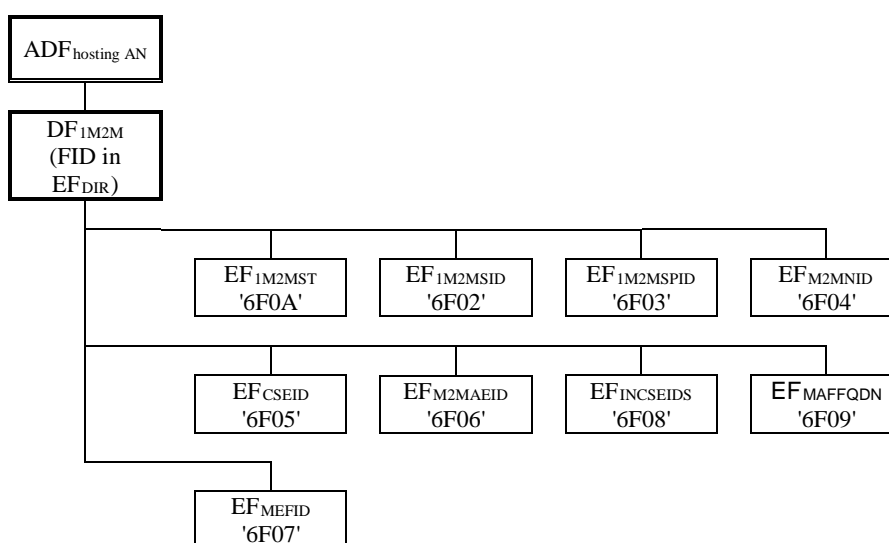 ADFhosting AN
DF1M2M
(FID in
EFDIR)
EF1M2MST
'6F0A'
EF1M2MSID
'6F02'
EF1M2MSPID
'6F03'
EFM2MNID
'6F04'
EFCSEID
'6F05'
EFM2MAEID
'6F06'
EFINCSEIDS
'6F08'
EFMAFFQDN
'6F09'
EFMEFID
'6F07'